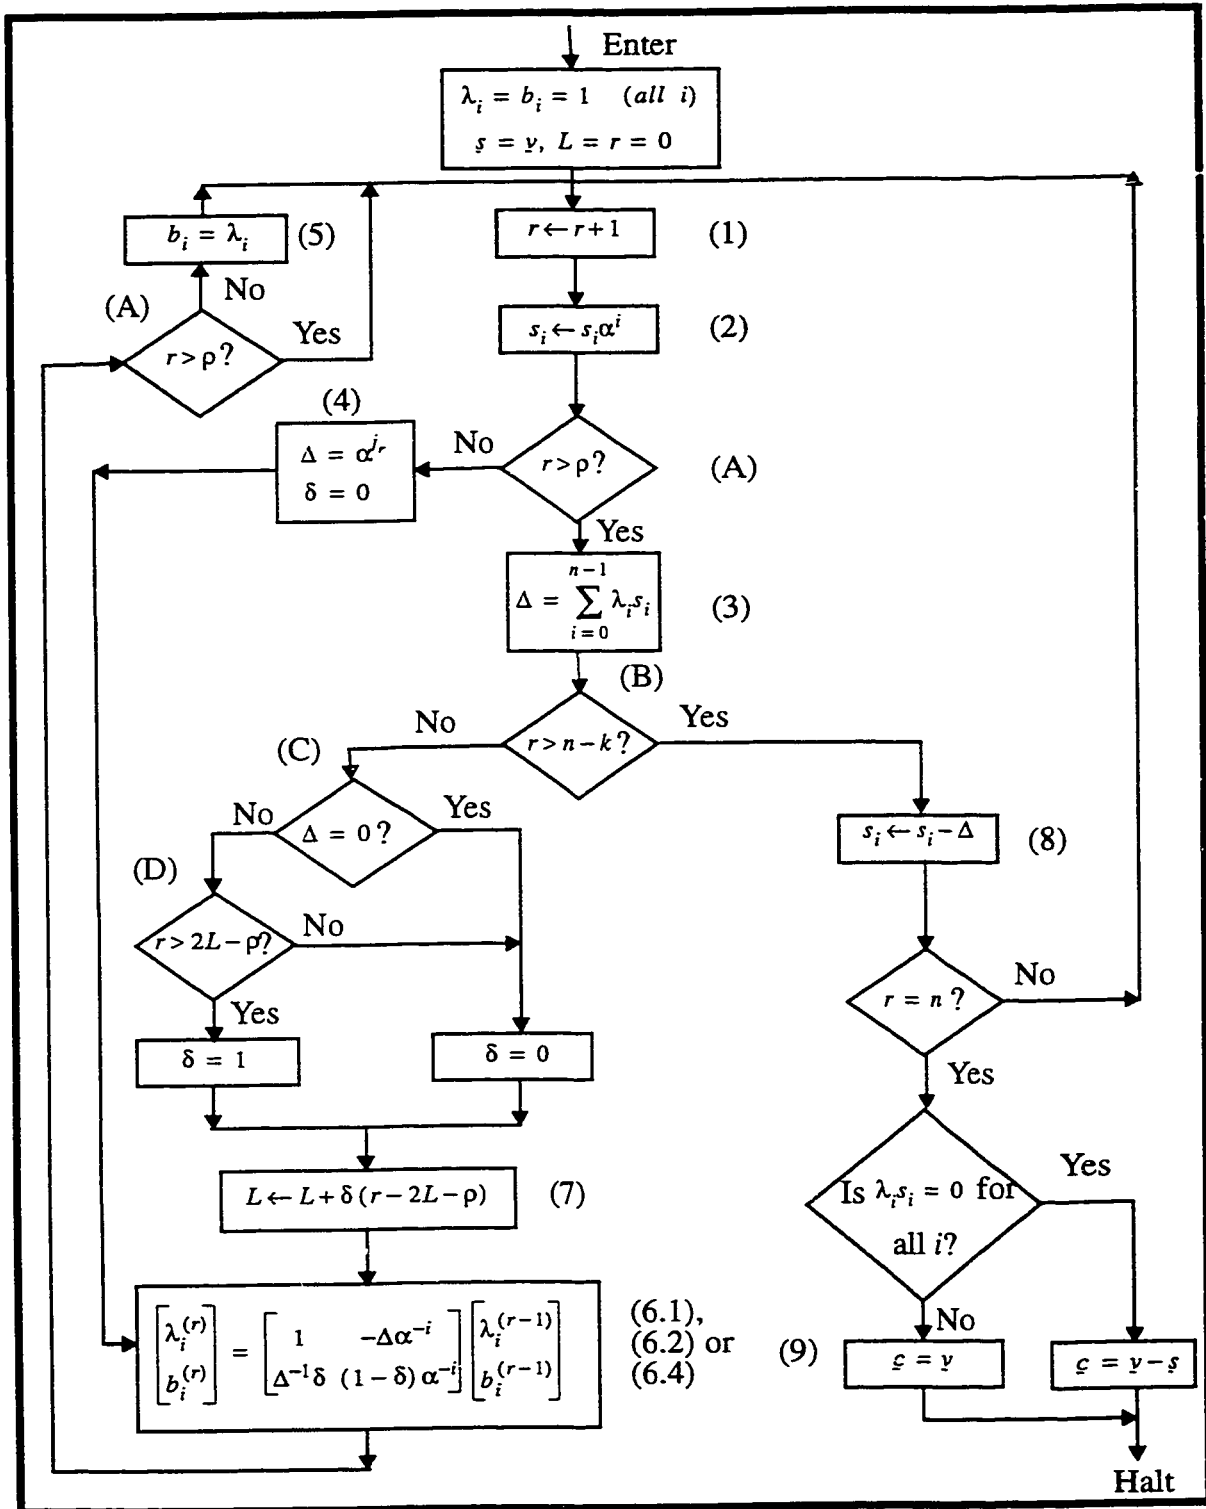 Enter
λ_i = b_i = 1 (all i)
s = v, L = r = 0
b_i = λ_i (5)
r ← r + 1 (1)
No
(A)
r > ρ ?
Yes
s_i ← s_i α^i (2)
(4)
Δ = α^{j_r}
δ = 0
No
r > ρ ?
(A)
Yes
Δ = Σ_{i = 0}^{n − 1} λ_i s_i (3)
(B)
r > n − k ?
No
Yes
(C)
Δ = 0 ?
No
Yes
s_i ← s_i − Δ (8)
(D)
r > 2L − ρ?
No
Yes
r = n ?
No
Yes
δ = 1
δ = 0
L ← L + δ (r − 2L − ρ) (7)
Is λ_i s_i = 0 for
all i?
Yes
No
[λ_i^{(r)}] = [1 −Δα^{−i}] [λ_i^{(r−1)}]
[b_i^{(r)}] [Δ^{−1}δ (1 − δ) α^{−i}] [b_i^{(r−1)}]
(6.1),
(6.2) or
(6.4)
(9)
c = v
c = v − s
Halt